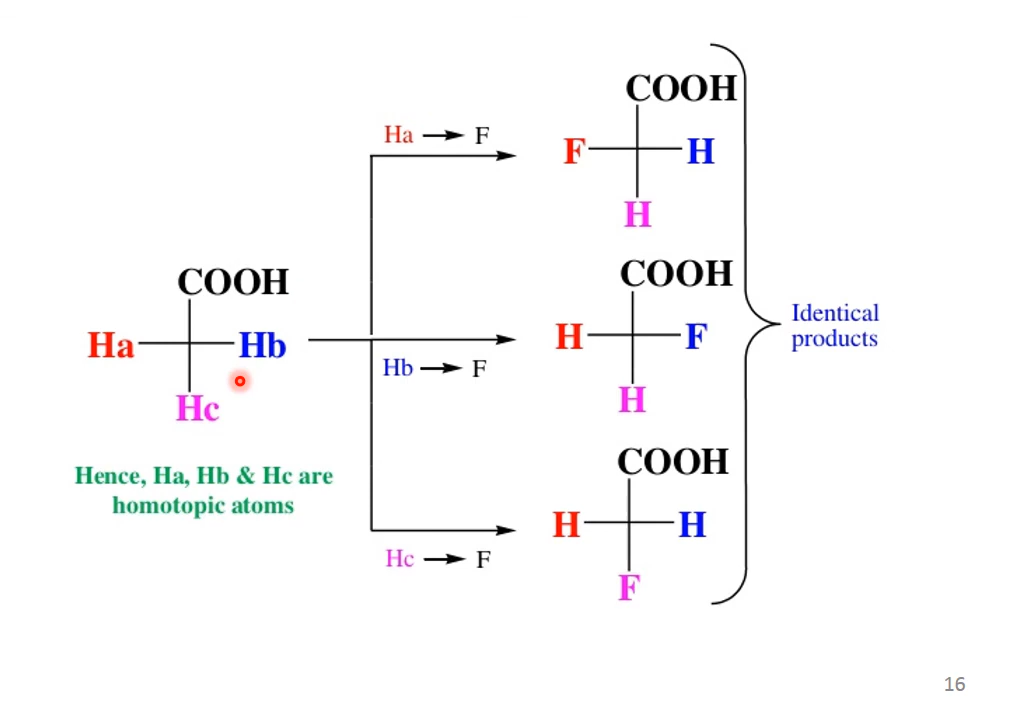 COOH
Ha → F
F H
H
COOH
COOH
Ha Hb
H F
Hb → F
Hc
H
Identical
products
COOH
Hence, Ha, Hb & Hc are
homotopic atoms
H H
Hc → F
F
16